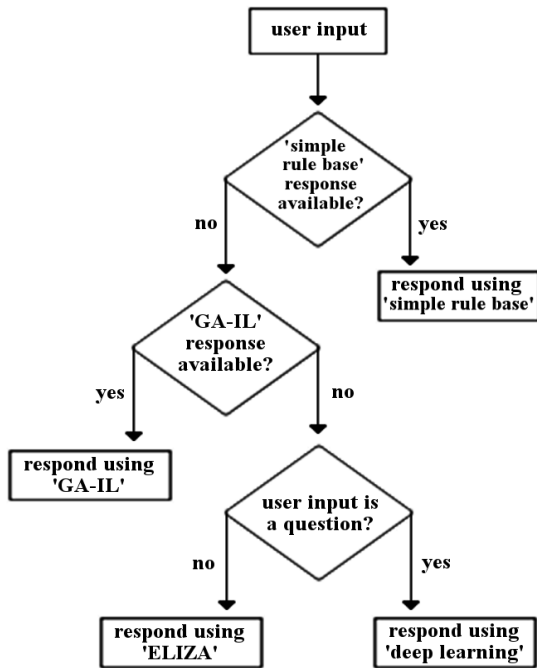 user input
'simple
rule base'
response
available?
no
yes
respond using
'simple rule base'
'GA-IL'
response
available?
yes
no
respond using
'GA-IL'
user input is
a question?
no
yes
respond using
'ELIZA'
respond using
'deep learning'